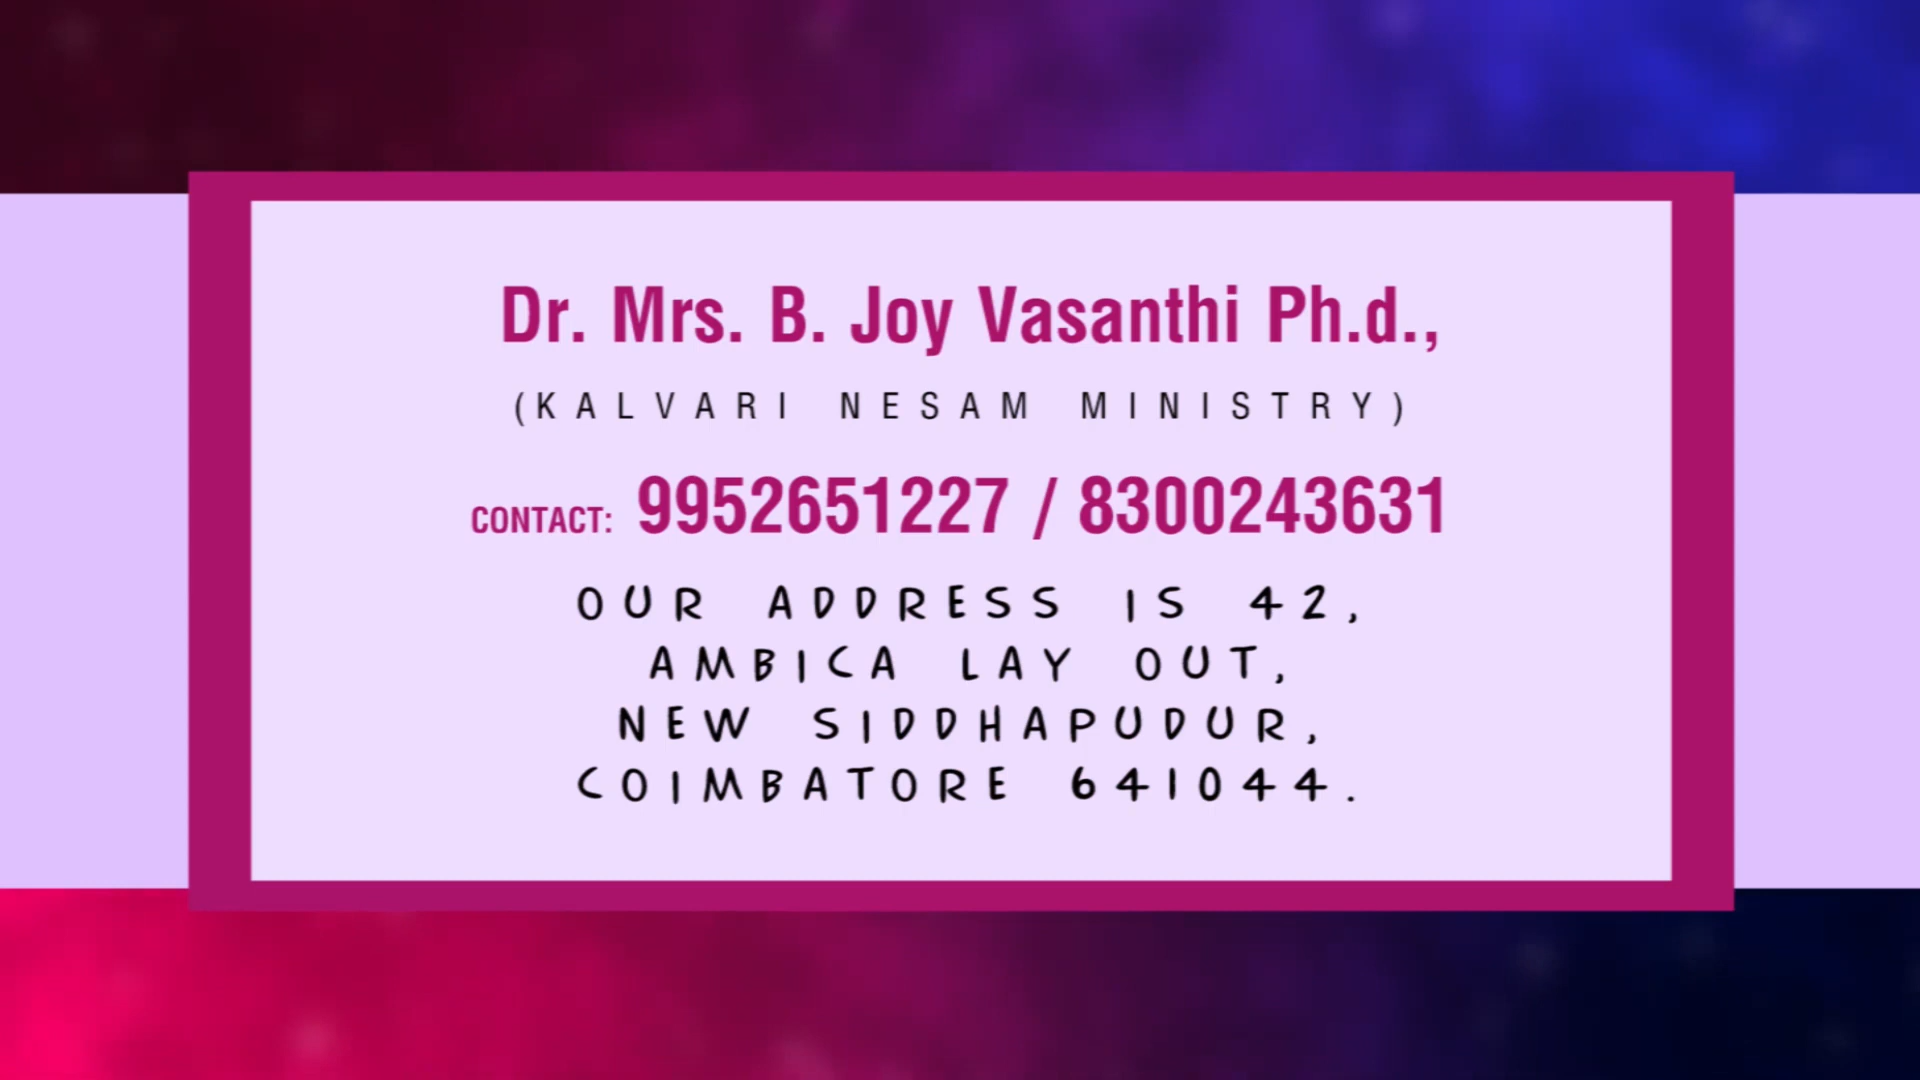 Dr. Mrs. B. Joy Vasanthi Ph.d.,
(KALVARI NESAM MINISTRY)
CONTACT: 9952651227 / 8300243631
OUR ADDRESS IS 42,
AMBICA LAY OUT,
NEW SIDDHAPUDUR,
COIMBATORE 641044.